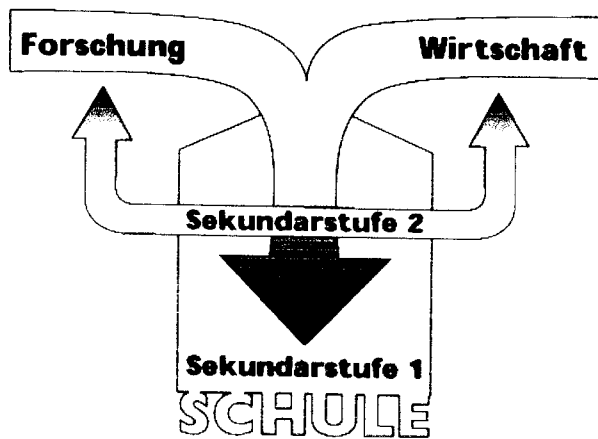 Forschung
Wirtschaft
Sekundarstufe 2
Sekundarstufe 1
SCHULE